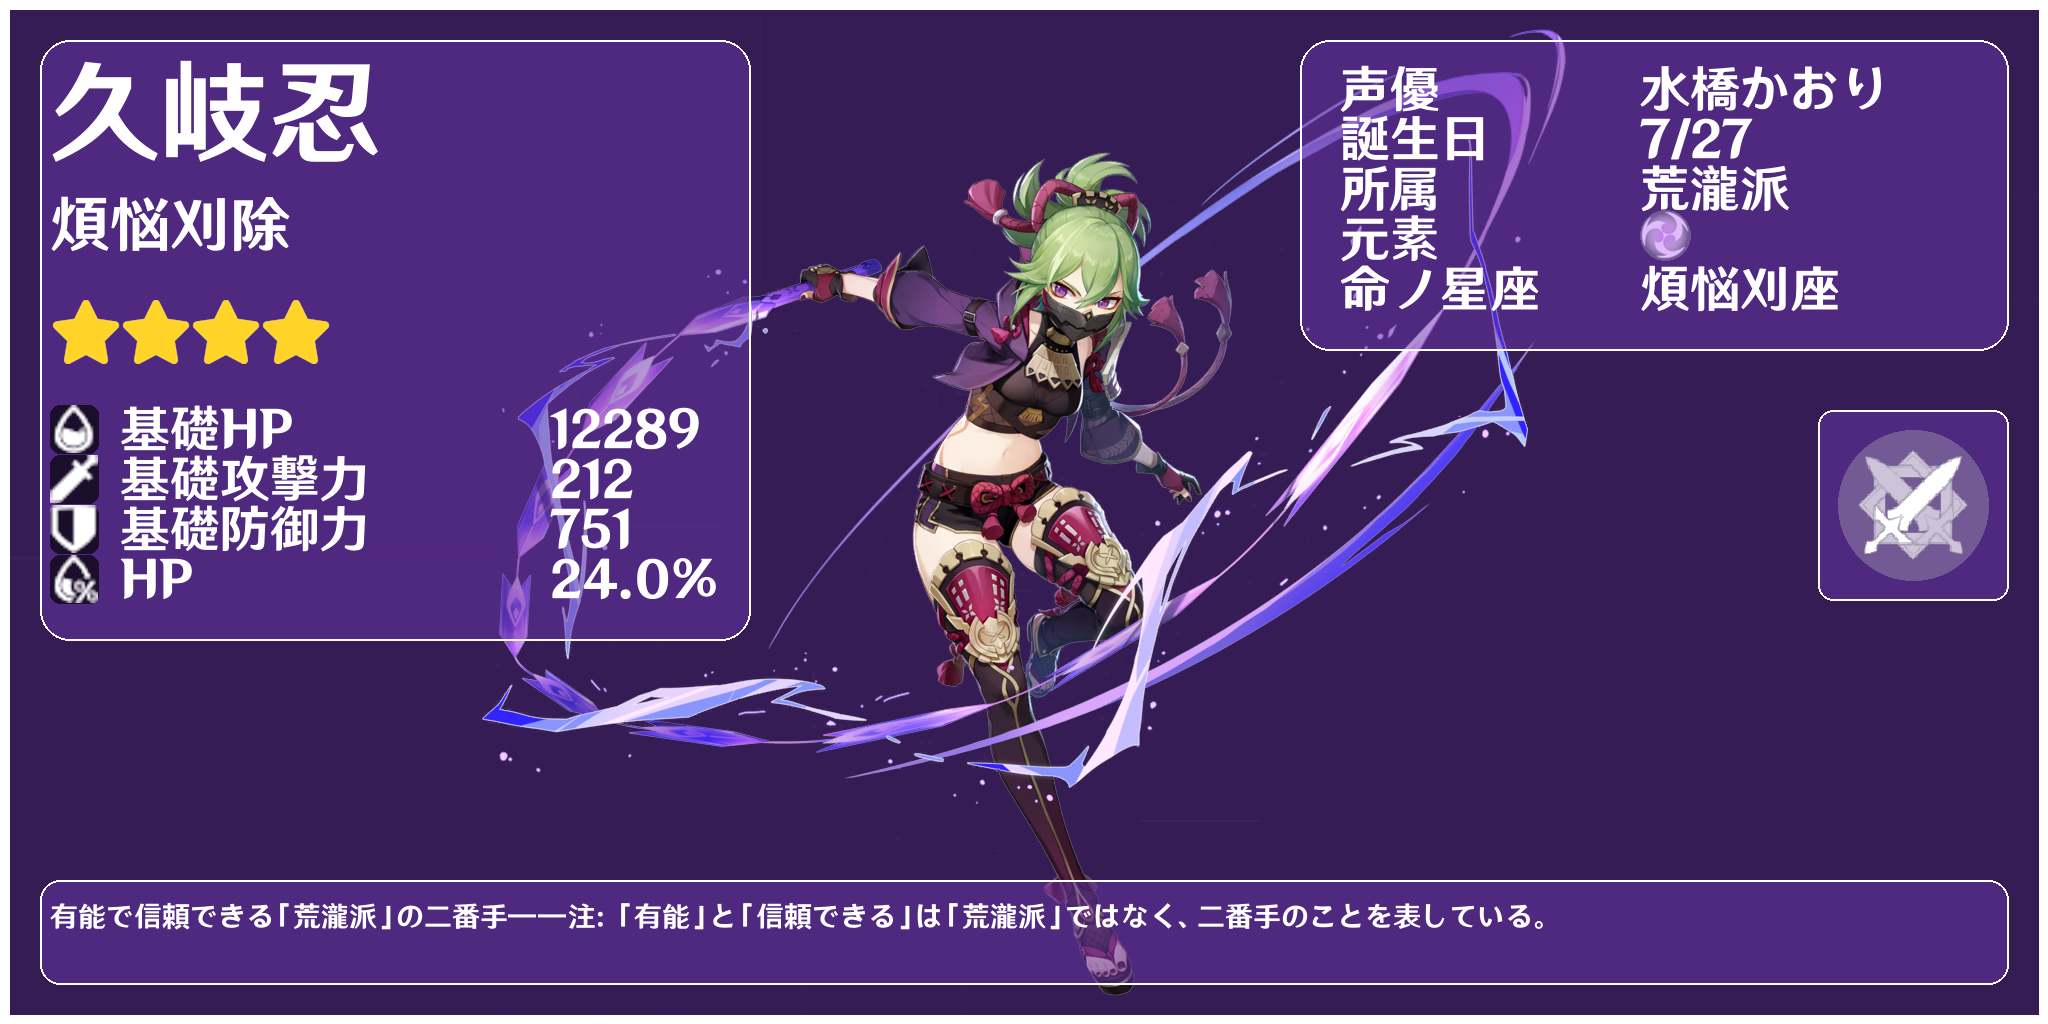 久岐忍
煩悩刈除
基礎HP 12289
基礎攻撃力 212
基礎防御力 751
HP 24.0%
声優 水橋かおり
誕生日 7/27
所属 荒瀧派
元素
命ノ星座 煩悩刈座
有能で信頼できる「荒瀧派」の二番手——注:「有能」と「信頼できる」は「荒瀧派」ではなく、二番手のことを表している。